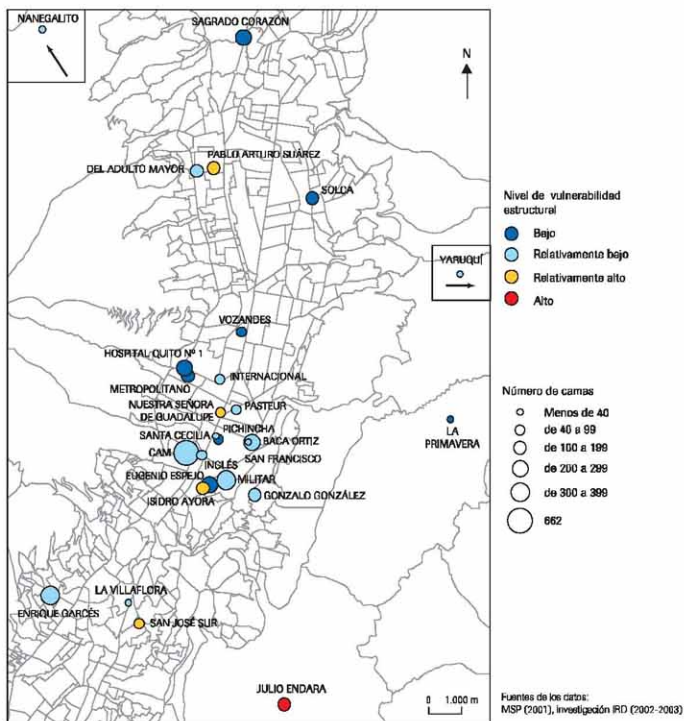 NANEGALITO
SAGRADO CORAZÓN
N
PABLO ARTURO SUÁREZ
DEL ADULTO MAYOR
SOLCA
YARUQUÍ
VOZANDES
HOSPITAL QUITO Nº 1
METROPOLITANO
INTERNACIONAL
NUESTRA SEÑORA
DE GUADALUPE
PASTEUR
SANTA CECILIA
PICHINCHA
BACA ORTIZ
LA
PRIMAVERA
CAM
INGLÉS
SAN FRANCISCO
EUGENIO ESPEJO
MILITAR
ISIDRO AYORA
GONZALO GONZÁLEZ
LA VILLAFLORA
ENRIQUE GARCÉS
SAN JOSÉ SUR
JULIO ENDARA
0 1.000 m
Nivel de vulnerabilidad
estructural
Bajo
Relativamente bajo
Relativamente alto
Alto
Número de camas
Menos de 40
de 40 a 99
de 100 a 199
de 200 a 299
de 300 a 399
662
Fuentes de los datos:
MSP (2001), investigación IRD (2002-2003)